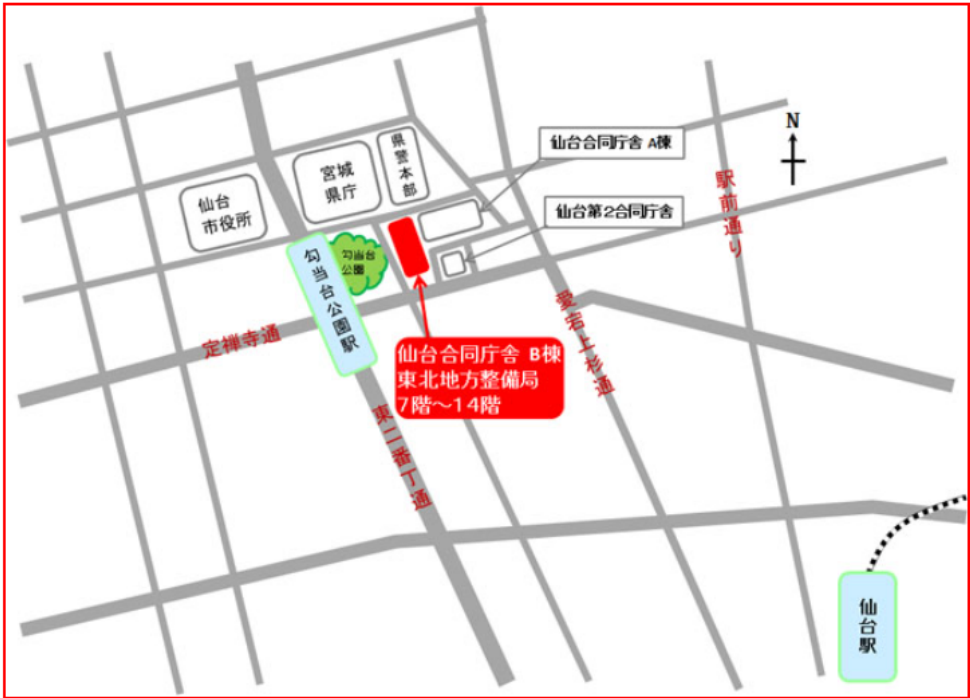 仙台合同庁舎 A棟
N
県警本部
宮城
県庁
仙台
市役所
仙台第2合同庁舎
駅前通り
勾当台
公園
勾当台公園駅
定禅寺通
愛宕上杉通
仙台合同庁舎 B棟
東北地方整備局
7階～14階
東二番丁通
仙台駅